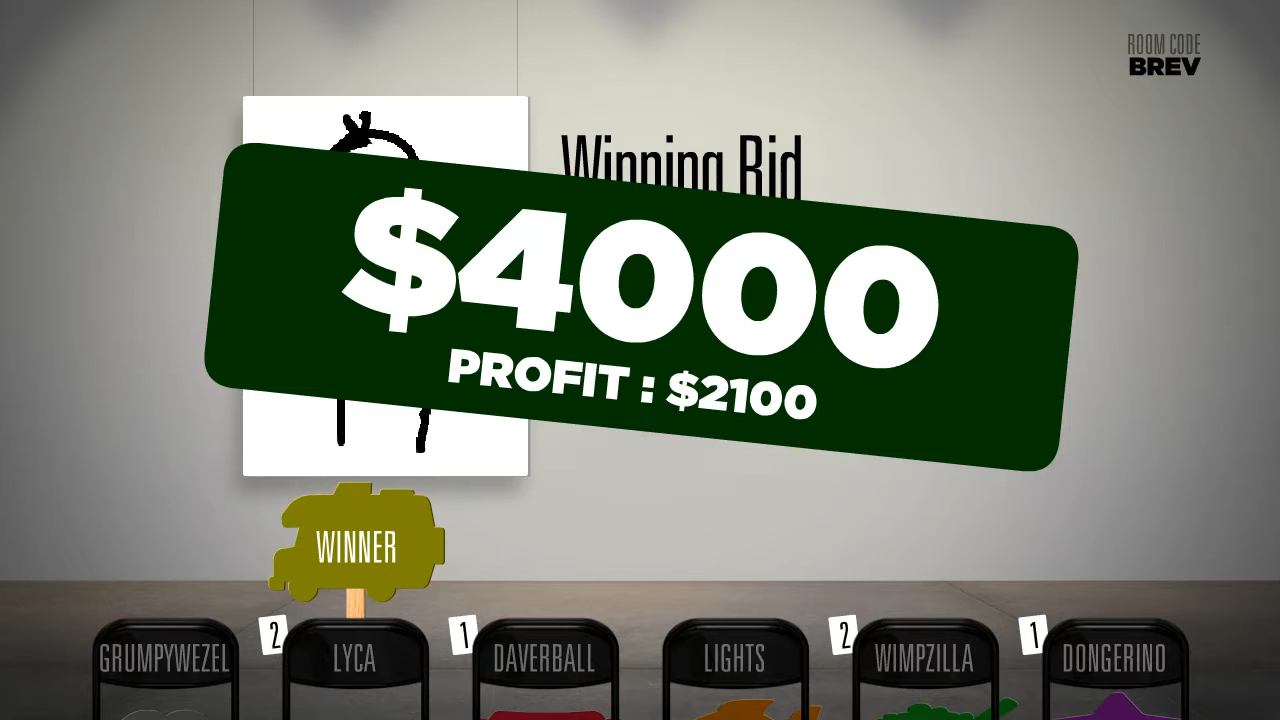 ROOM CODE
BREV
Winning Bid
$4000
PROFIT : $2100
WINNER
2
1
2
1
GRUMPYWEZEL
LYCA
DAVERBALL
LIGHTS
WIMPZILLA
DONGERINO